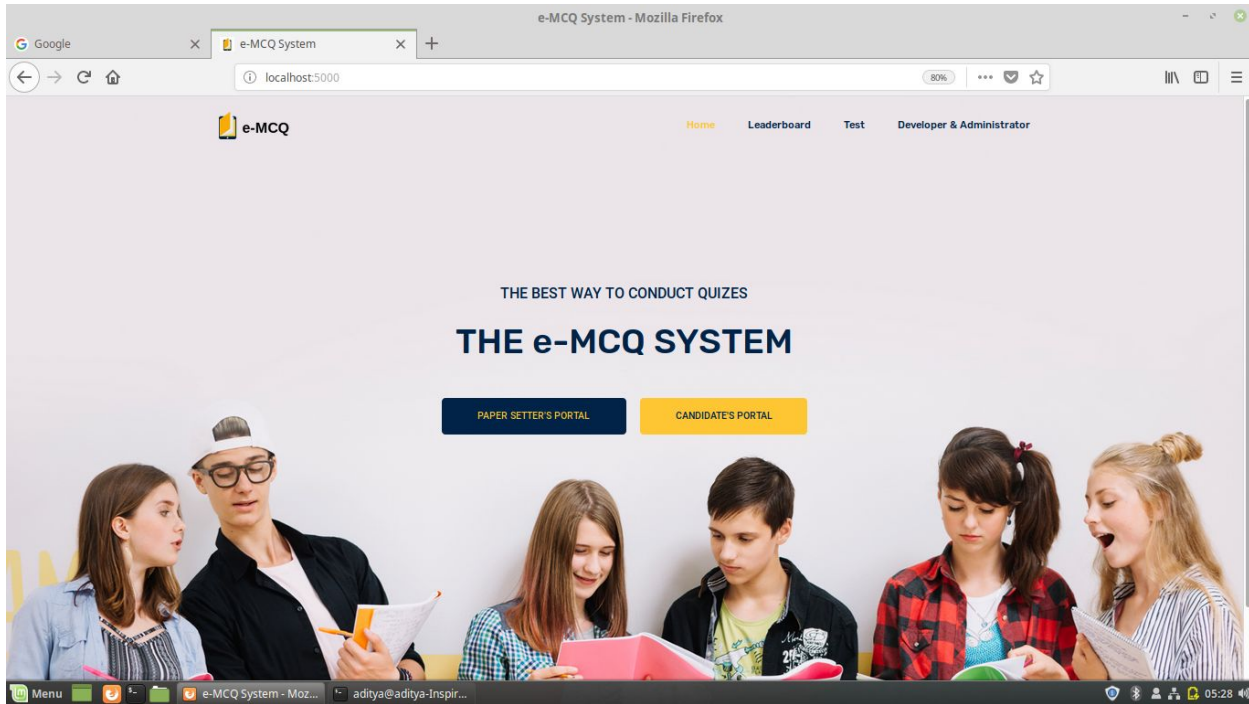 e-MCQ System - Mozilla Firefox
Google
e-MCQ System
localhost:5000
80%
e-MCQ
Home Leaderboard Test Developer & Administrator
THE BEST WAY TO CONDUCT QUIZES
THE e-MCQ SYSTEM
PAPER SETTER'S PORTAL CANDIDATE'S PORTAL
Menu e-MCQ System - Moz... aditya@aditya-Inspir... 05:28